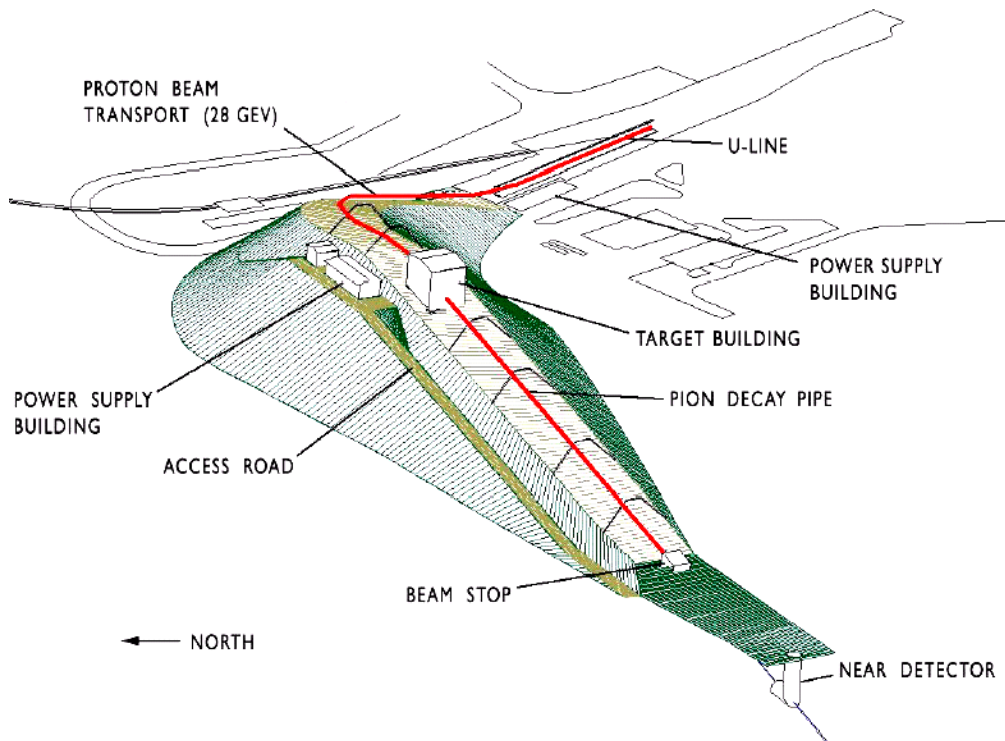 PROTON BEAM
TRANSPORT (28 GEV)
U-LINE
POWER SUPPLY
BUILDING
TARGET BUILDING
PION DECAY PIPE
POWER SUPPLY
BUILDING
ACCESS ROAD
BEAM STOP
NORTH
NEAR DETECTOR